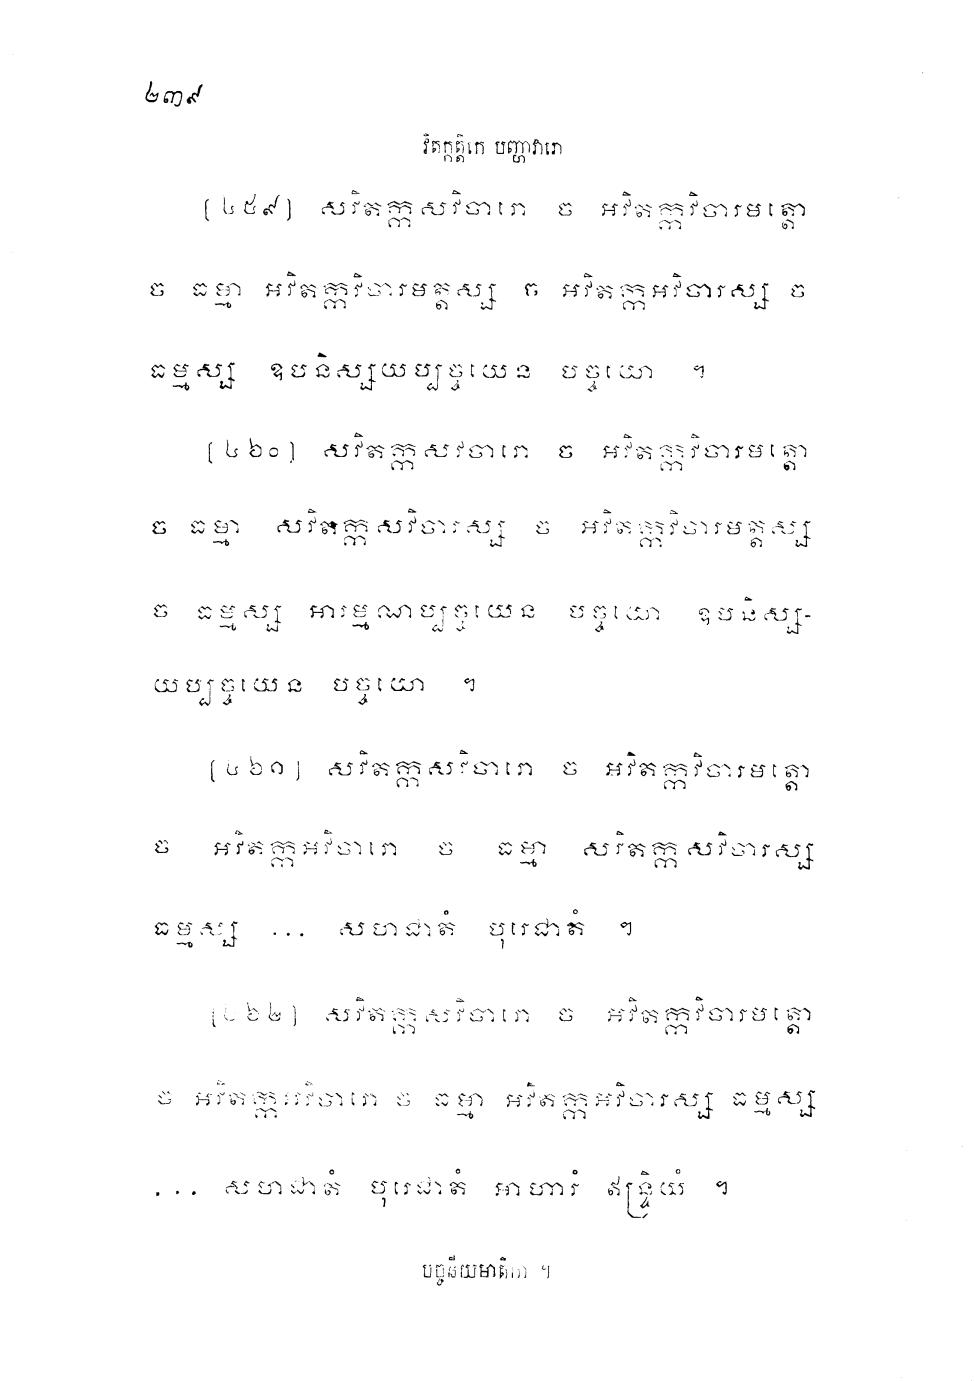 ២៣៩
វិតក្កត្តិកេ បញ្ហាវារោ
[៤៥៩] សវិតក្កសវិចារោ ច អវិតក្កវិចារមត្តោ
ច ធម្មា អវិតក្កវិចារមត្តស្ស ច អវិតក្កអវិចារស្ស ច
ធម្មស្ស ឧបនិស្សយប្បច្ចយេន បច្ចយោ ។
[៤៦០] សវិតក្កសវិចារោ ច អវិតក្កវិចារមត្តោ
ច ធម្មា សវិតក្កសវិចារស្ស ច អវិតក្កវិចារមត្តស្ស
ច ធម្មស្ស អារម្មណប្បច្ចយេន បច្ចយោ ឧបនិស្ស-
យប្បច្ចយេន បច្ចយោ ។
[៤៦១] សវិតក្កសវិចារោ ច អវិតក្កវិចារមត្តោ
ច អវិតក្កអវិចារោ ច ធម្មា សវិតក្កសវិចារស្ស
ធម្មស្ស ... សហជាតំ បុរេជាតំ ។
[៤៦២] សវិតក្កសវិចារោ ច អវិតក្កវិចារមត្តោ
ច អវិតក្កអវិចារោ ច ធម្មា អវិតក្កអវិចារស្ស ធម្មស្ស
... សហជាតំ បុរេជាតំ អាហារំ ឥន្ទ្រិយំ ។
បច្ចនីយមាតិកា ។